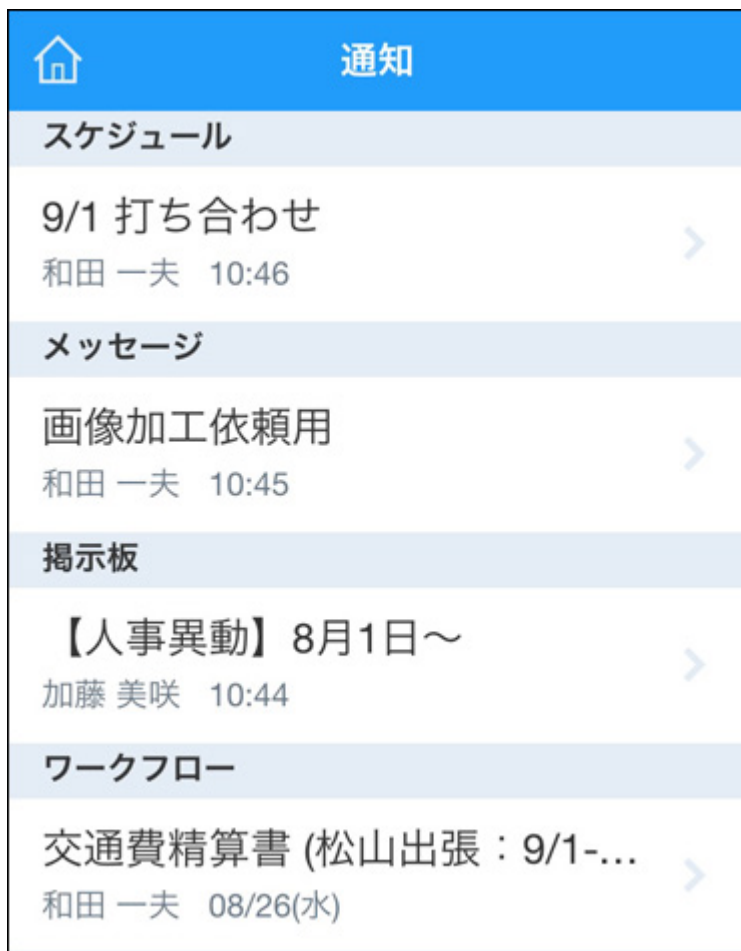 通知
スケジュール
9/1 打ち合わせ
和田 一夫 10:46
メッセージ
画像加工依頼用
和田 一夫 10:45
掲示板
【人事異動】8月1日~
加藤 美咲 10:44
ワークフロー
交通費精算書 (松山出張:9/1-...
和田 一夫 08/26(水)